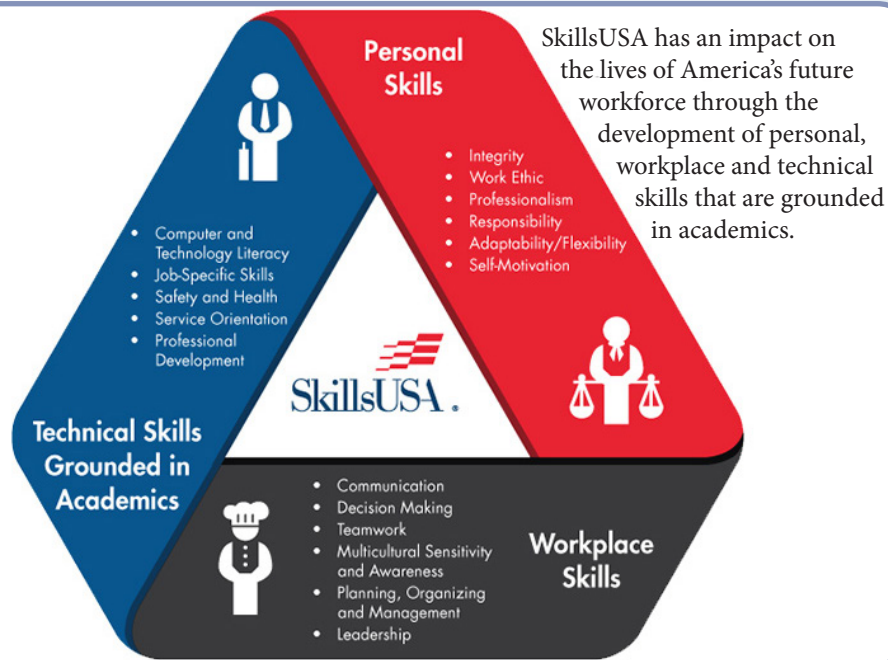 SkillsUSA has an impact on
the lives of America's future
workforce through the
development of personal,
workplace and technical
skills that are grounded
in academics.
Personal
Skills
• Integrity
• Work Ethic
• Professionalism
• Responsibility
• Adaptability/Flexibility
• Self-Motivation
• Computer and
Technology Literacy
• Job-Specific Skills
• Safety and Health
• Service Orientation
• Professional
Development
Technical Skills
Grounded in
Academics
SkillsUSA®
• Communication
• Decision Making
• Teamwork
• Multicultural Sensitivity
and Awareness
• Planning, Organizing
and Management
• Leadership
Workplace
Skills